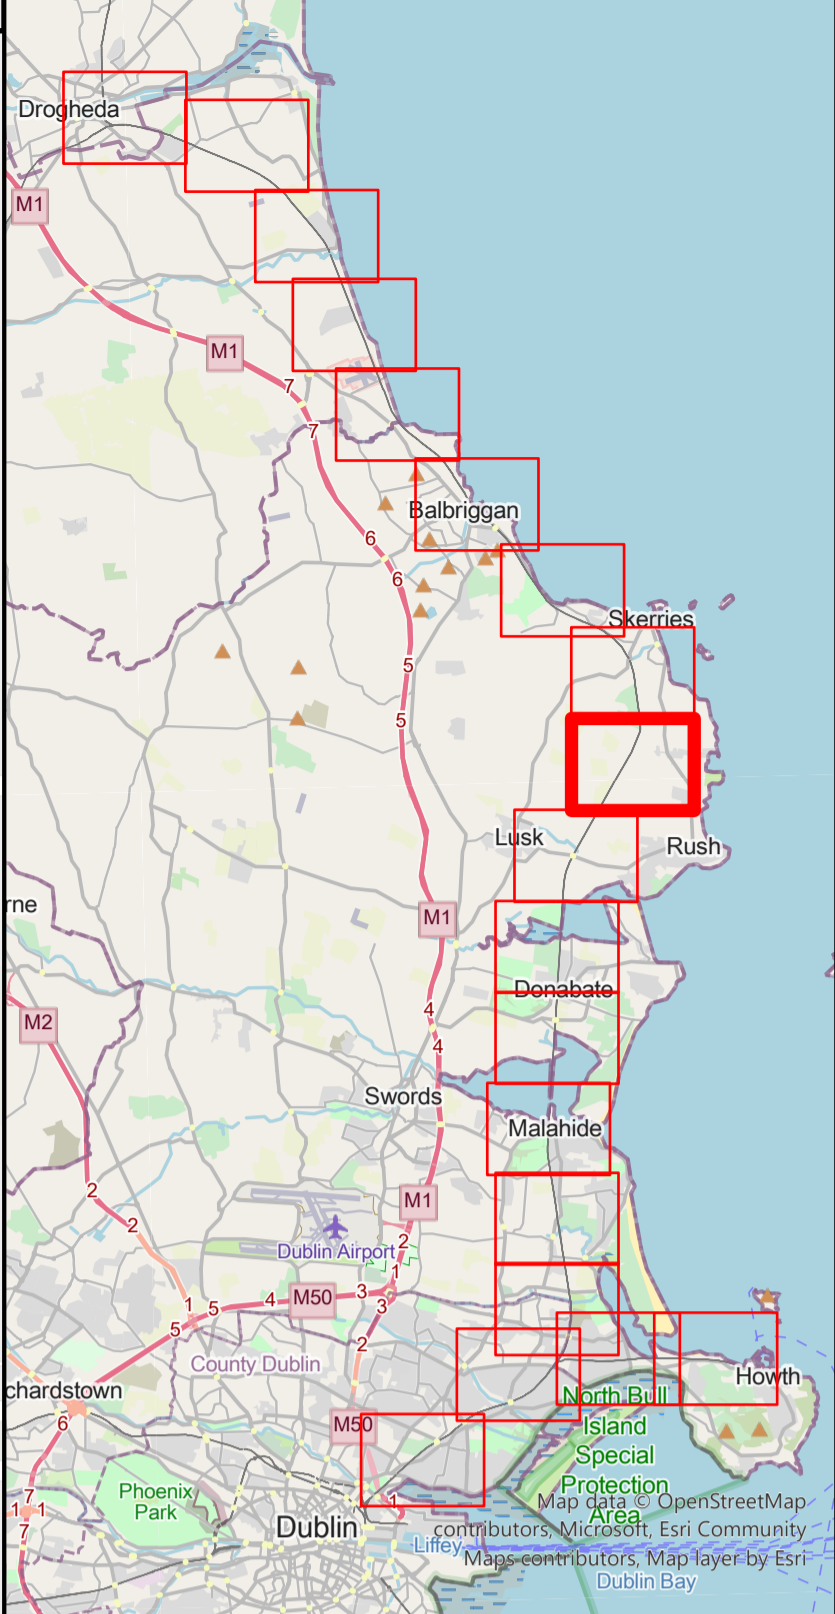 Drogheda
M1
M1
7
7
Balbriggan
6
6
Skerries
5
5
Lusk
Rush
rne
M1
Donabate
4
M2
4
Swords
Malahide
2
M1
2
2
Dublin Airport
1
M50
3
4
1
5
3
5
2
County Dublin
chardstown
Howth
6
M50
North Bull
Island
Special
Protection
Area
Phoenix
Park
7
1
1
1
7
Dublin
Liffey
Map data © OpenStreetMap
contributors, Microsoft, Esri Community
Maps contributors, Map layer by Esri
Dublin Bay